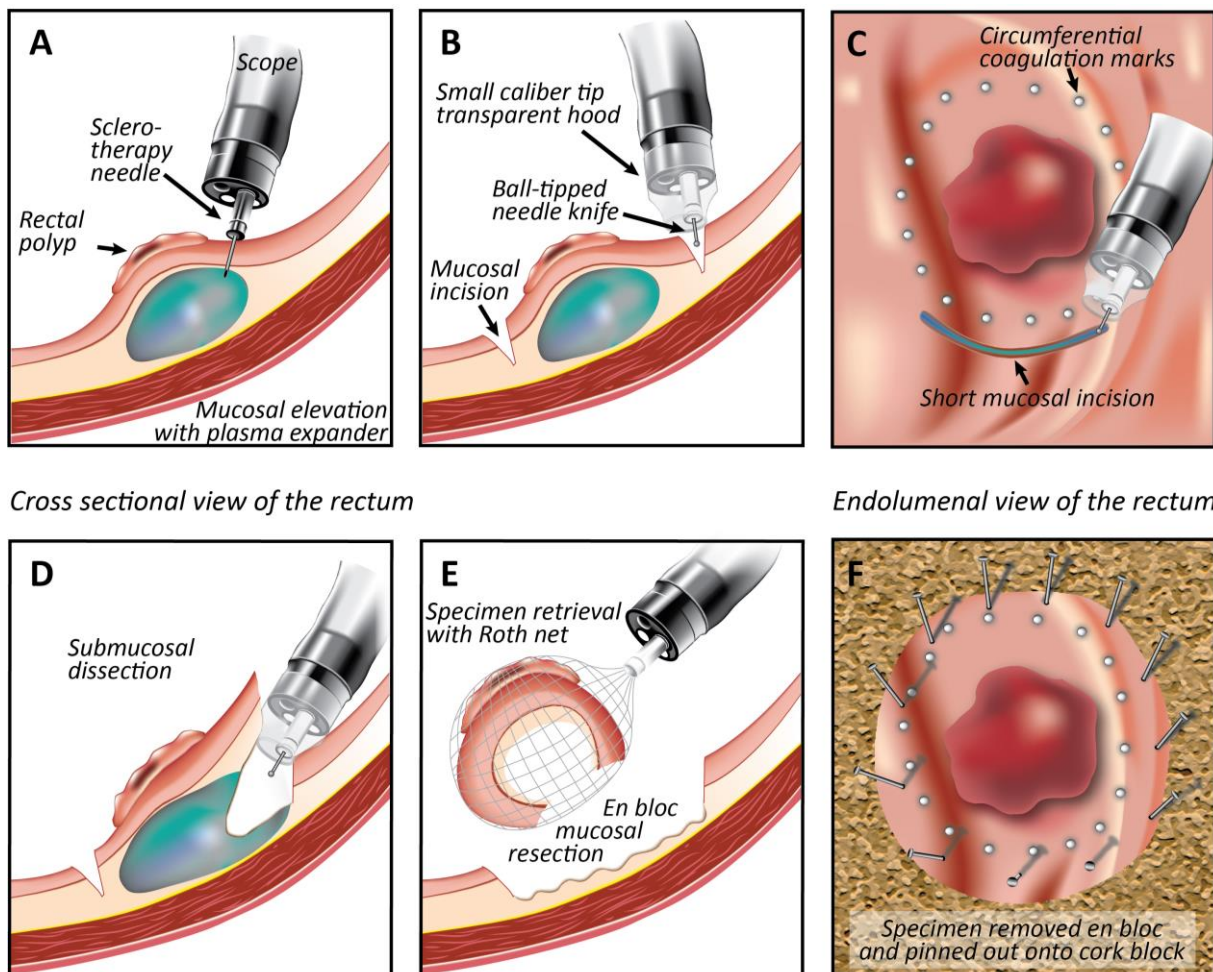 A
Scope
Sclero-
therapy
needle
Rectal
polyp
Mucosal elevation
with plasma expander
B
Small caliber tip
transparent hood
Ball-tipped
needle knife
Mucosal
incision
C
Circumferential
coagulation marks
Short mucosal incision
Cross sectional view of the rectum
Endolumenal view of the rectum
D
Submucosal
dissection
E
Specimen retrieval
with Roth net
En bloc
mucosal
resection
F
Specimen removed en bloc
and pinned out onto cork block